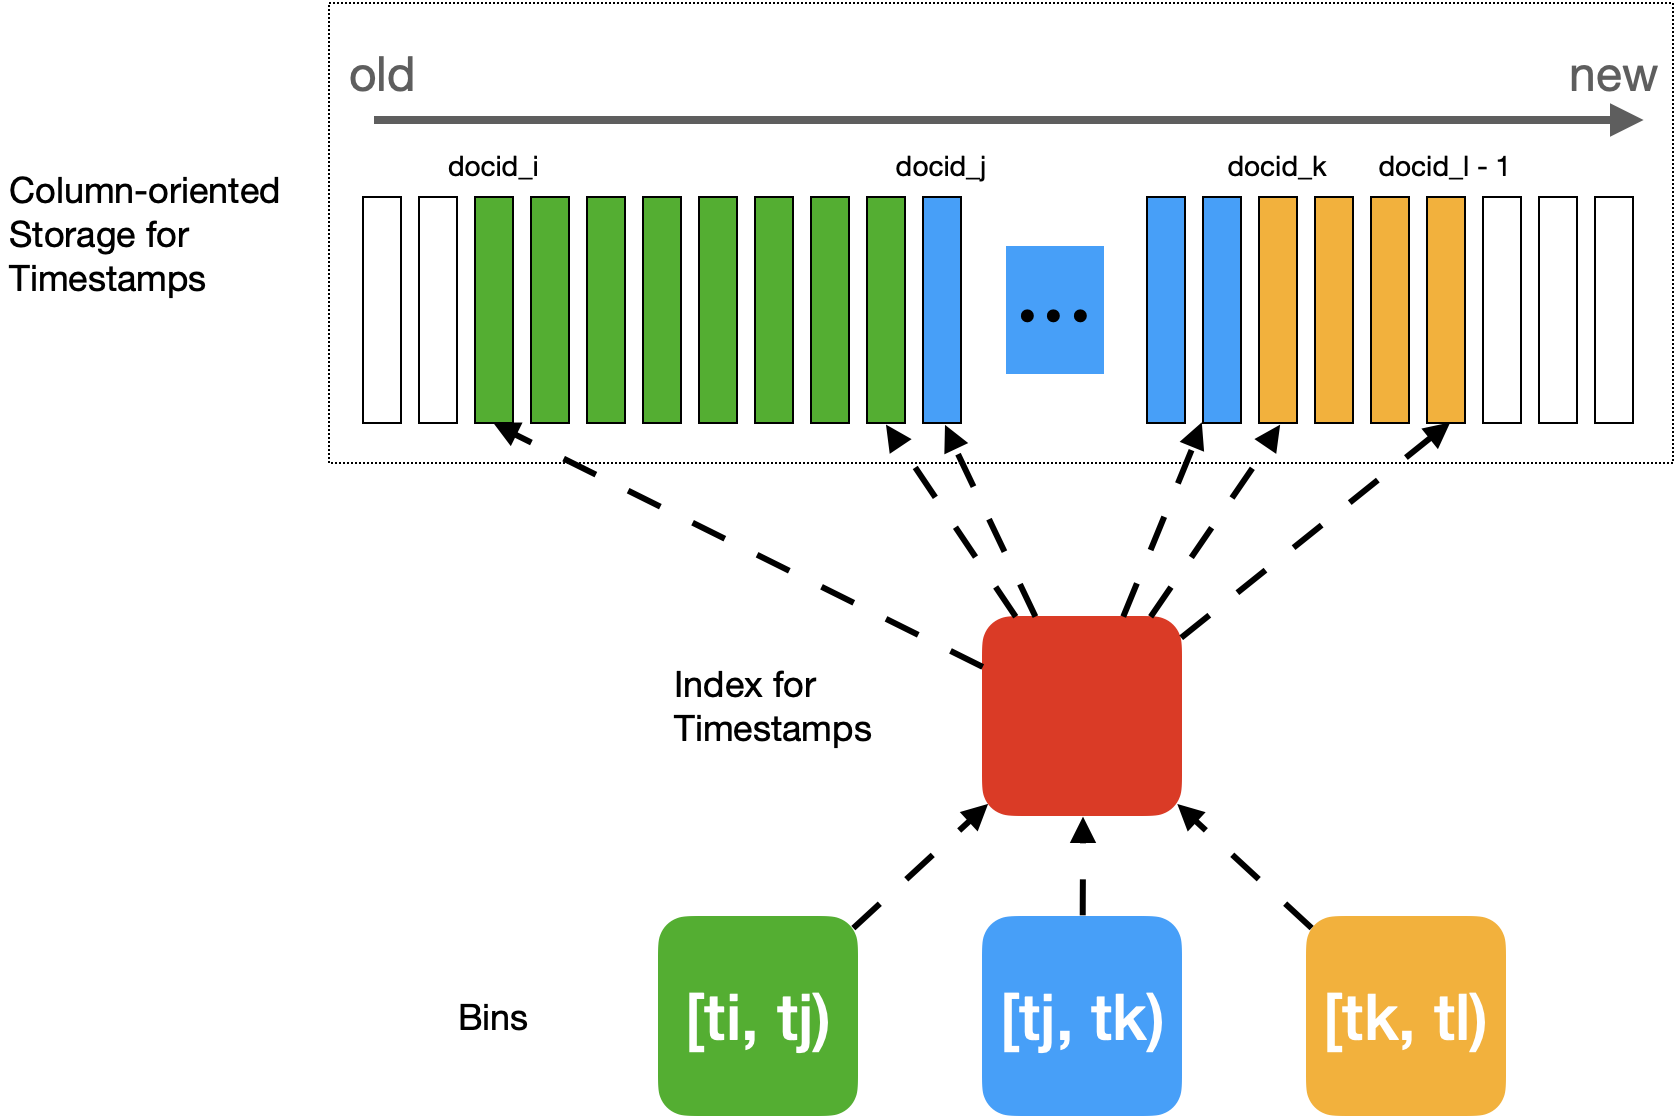 old
new
docid_i
docid_j
docid_k
docid_l - 1
Column-oriented
Storage for
Timestamps
...
Index for
Timestamps
Bins
[ti, tj)
[tj, tk)
[tk, tl)